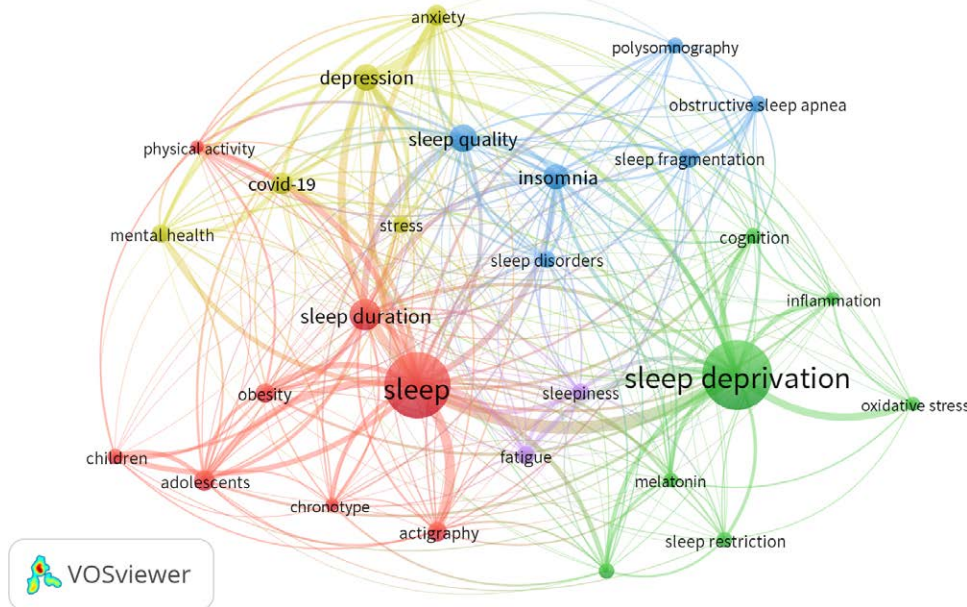 anxiety
polysomnography
depression
obstructive sleep apnea
sleep quality
physical activity
sleep fragmentation
insomnia
covid-19
stress
mental health
cognition
sleep disorders
inflammation
sleep duration
sleep deprivation
sleep
obesity
sleepiness
oxidative stress
fatigue
children
adolescents
melatonin
chronotype
actigraphy
sleep restriction
VOSviewer